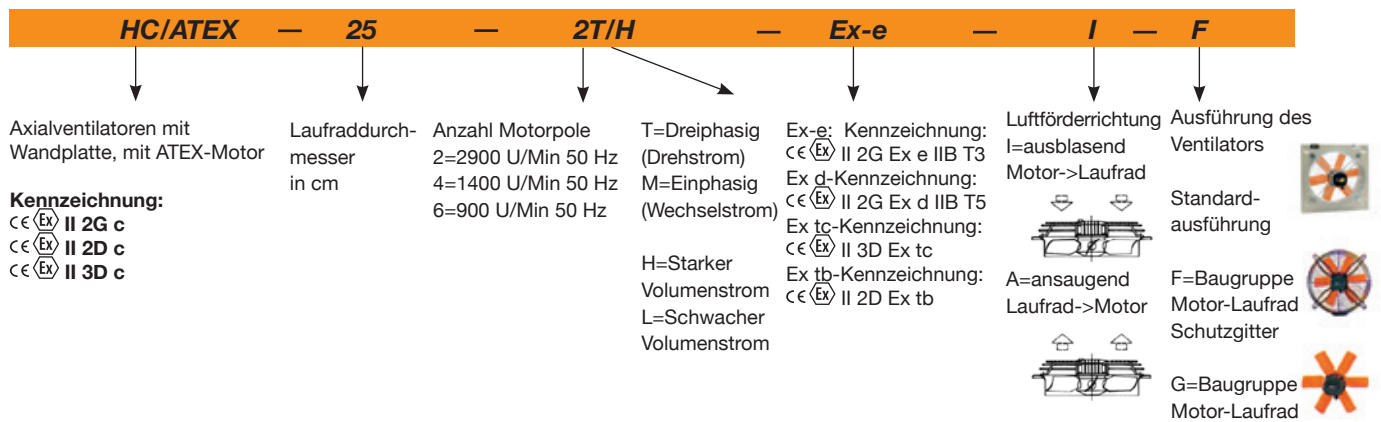 HC/ATEX — 25 — 2T/H — Ex-e — I — F
Axialventilatoren mit
Wandplatte, mit ATEX-Motor
Kennzeichnung:
CE Ex II 2G c
CE Ex II 2D c
CE Ex II 3D c
Laufraddurch-
messer
in cm
Anzahl Motorpole
2=2900 U/Min 50 Hz
4=1400 U/Min 50 Hz
6=900 U/Min 50 Hz
T=Dreiphasig
(Drehstrom)
M=Einphasig
(Wechselstrom)
H=Starker
Volumenstrom
L=Schwacher
Volumenstrom
Ex-e: Kennzeichnung:
CE Ex II 2G Ex e IIB T3
Ex d-Kennzeichnung:
CE Ex II 2G Ex d IIB T5
Ex tc-Kennzeichnung:
CE Ex II 3D Ex tc
Ex tb-Kennzeichnung:
CE Ex II 2D Ex tb
Luftförderrichtung
I=ausblasend
Motor->Laufrad
A=ansaugend
Laufrad->Motor
Ausführung des
Ventilators
Standard-
ausführung
F=Baugruppe
Motor-Laufrad
Schutzgitter
G=Baugruppe
Motor-Laufrad